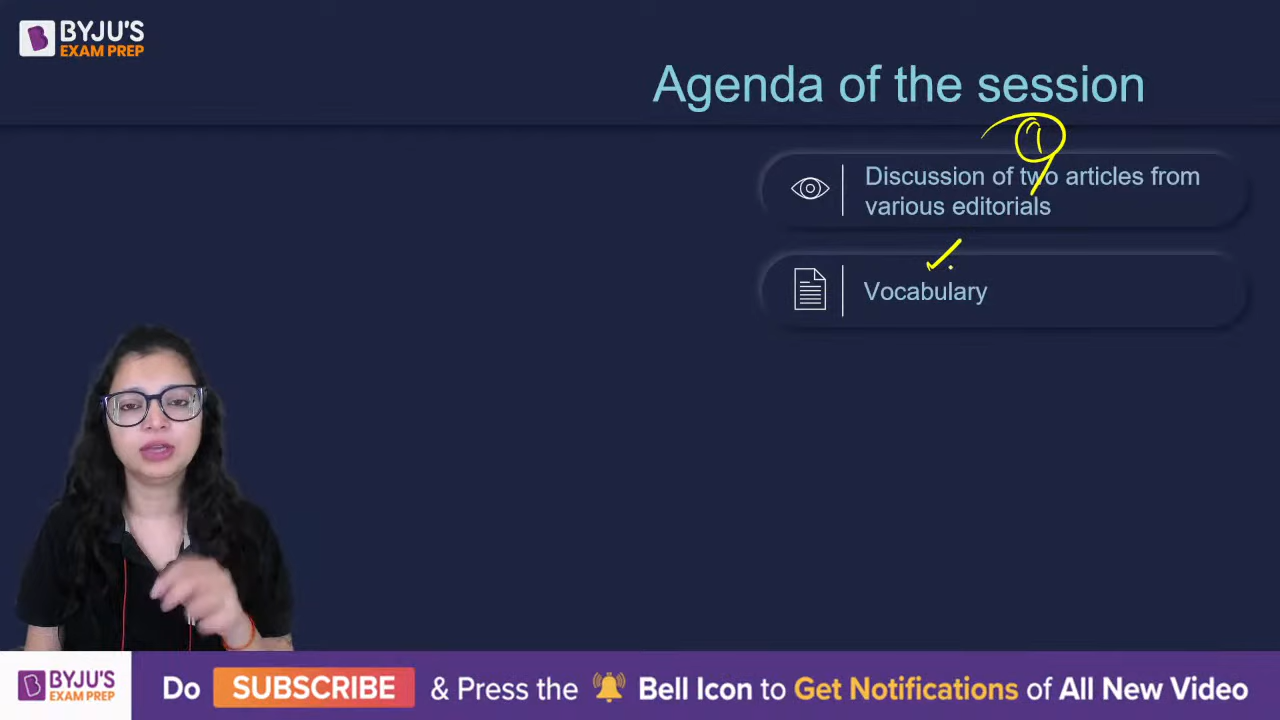 BYJU'S
EXAM PREP
Agenda of the session
Discussion of two articles from
various editorials
Vocabulary
BYJU'S
EXAM PREP
Do SUBSCRIBE & Press the Bell Icon to Get Notifications of All New Video